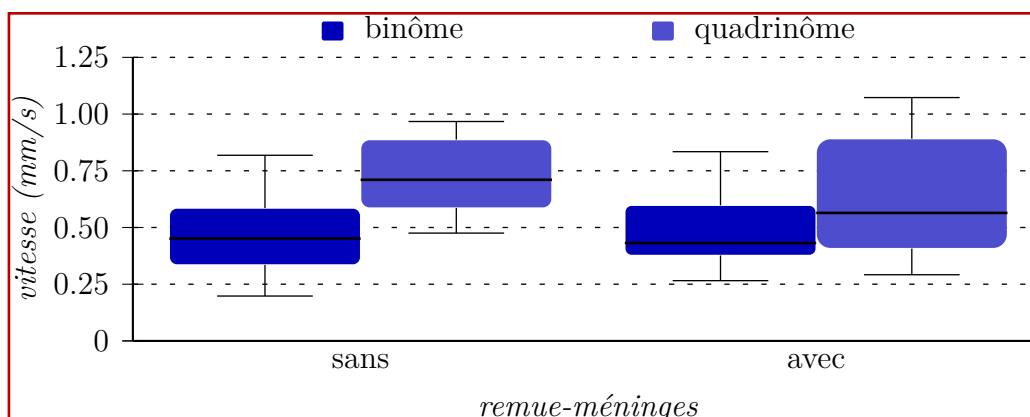 binôme quadrinôme
1.25
1.00
0.75
0.50
0.25
0
vitesse (mm/s)
sans avec
remue-méninges